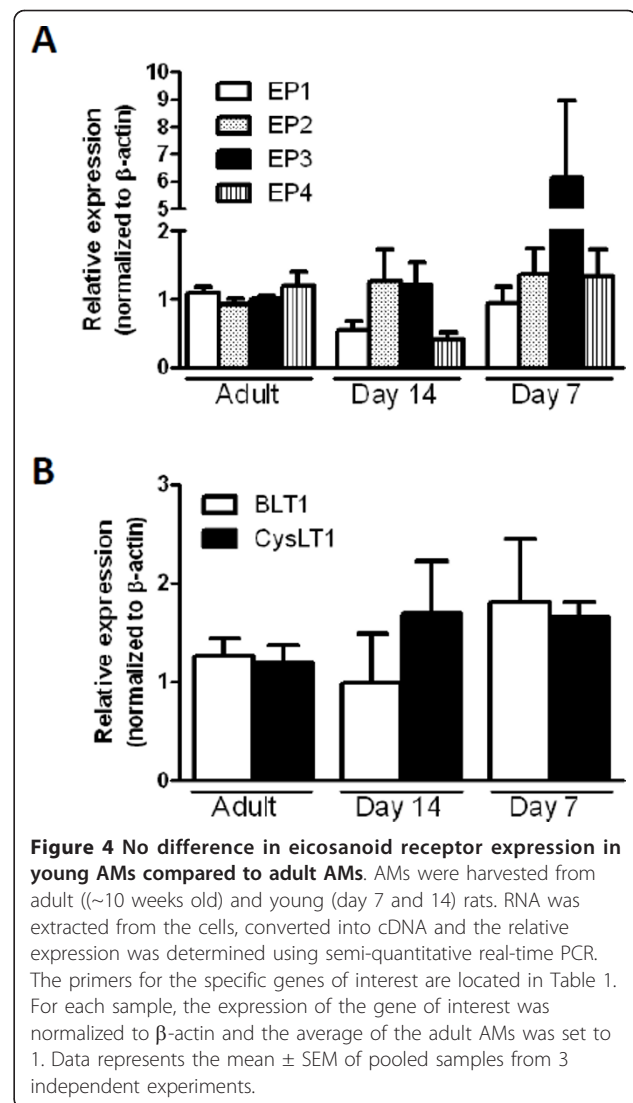 A
Relative expression
(normalized to β-actin)
10
9
8
7
6
5
2
1
0
EP1
EP2
EP3
EP4
Adult
Day 14
Day 7
B
Relative expression
(normalized to β-actin)
3
2
1
0
BLT1
CysLT1
Adult
Day 14
Day 7
Figure 4 No difference in eicosanoid receptor expression in
young AMs compared to adult AMs. AMs were harvested from
adult ((~10 weeks old) and young (day 7 and 14) rats. RNA was
extracted from the cells, converted into cDNA and the relative
expression was determined using semi-quantitative real-time PCR.
The primers for the specific genes of interest are located in Table 1.
For each sample, the expression of the gene of interest was
normalized to β-actin and the average of the adult AMs was set to
1. Data represents the mean ± SEM of pooled samples from 3
independent experiments.